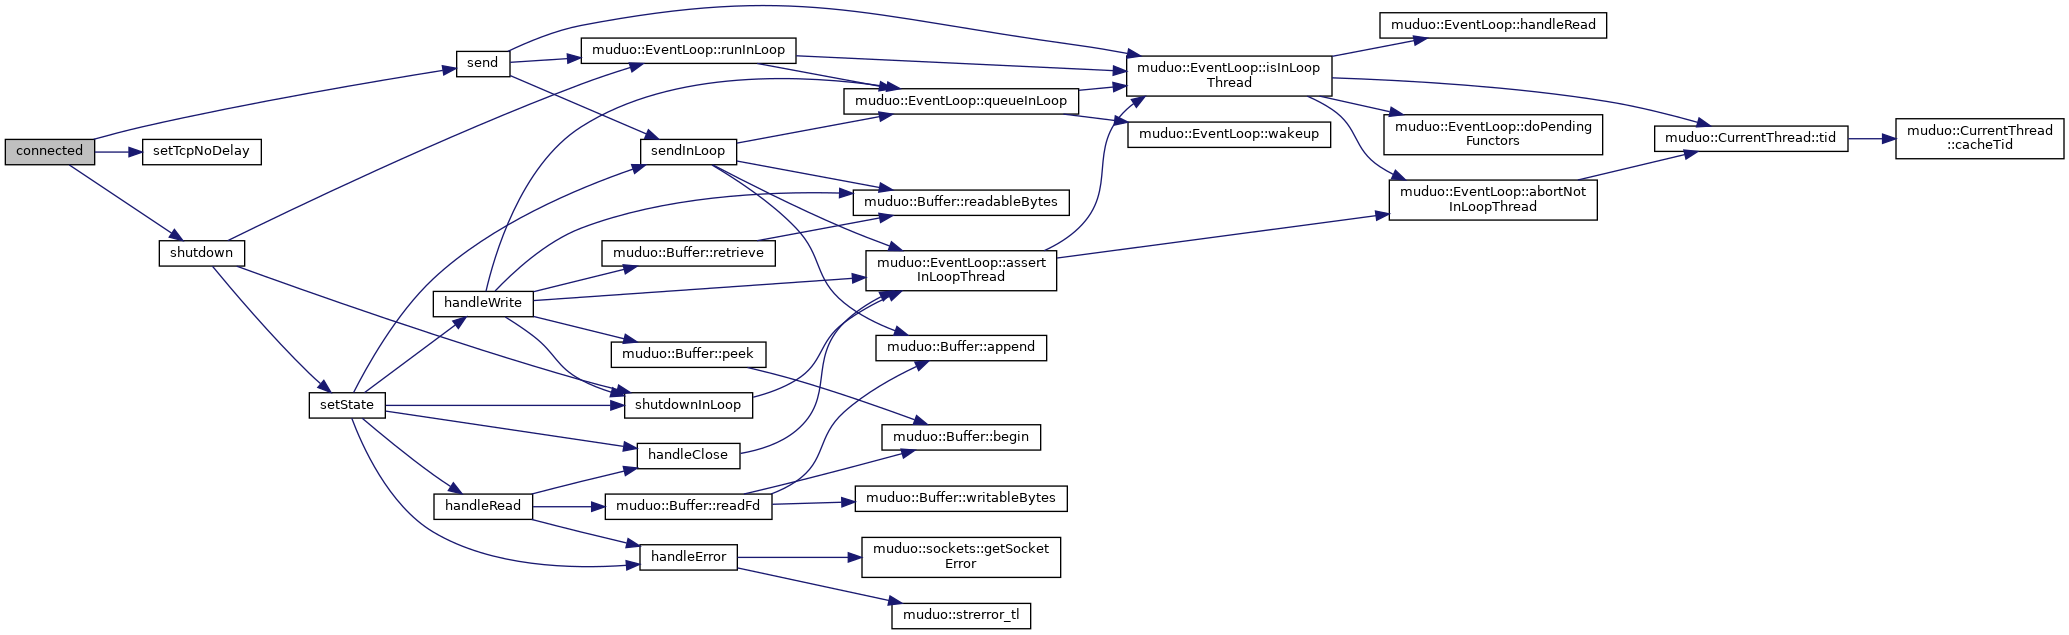 connected
send
setTcpNoDelay
shutdown
setState
muduo::EventLoop::runInLoop
sendInLoop
muduo::Buffer::retrieve
handleWrite
muduo::Buffer::peek
shutdownInLoop
handleClose
handleRead
muduo::Buffer::readFd
handleError
muduo::EventLoop::queueInLoop
muduo::Buffer::readableBytes
muduo::EventLoop::assert
InLoopThread
muduo::Buffer::append
muduo::Buffer::begin
muduo::Buffer::writableBytes
muduo::sockets::getSocket
Error
muduo::strerror_tl
muduo::EventLoop::isInLoop
Thread
muduo::EventLoop::wakeup
muduo::EventLoop::handleRead
muduo::EventLoop::doPending
Functors
muduo::EventLoop::abortNot
InLoopThread
muduo::CurrentThread::tid
muduo::CurrentThread
::cacheTid